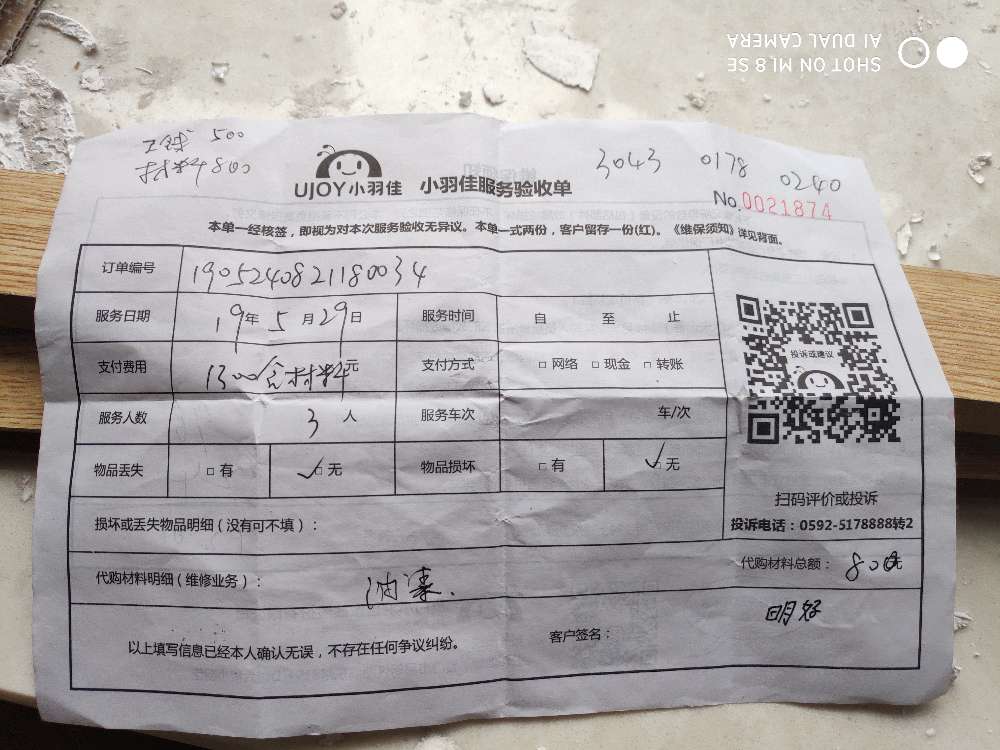 SHOT ON MI 8 SE
AI DUAL CAMERA
工钱 500
材料 800
3043 0178 0240
UJOY小羽佳 小羽佳服务验收单
No.0021874
本单一经核签，即视为对本次服务验收无异议。本单一式两份，客户留存一份(红)。《维保须知》详见背面。
订单编号 1905240821180034
服务日期 19年 5月 29日 服务时间 自 至 止
支付费用 1300含材料元 支付方式 □ 网络 □ 现金 □ 转账
服务人数 3 人 服务车次 车/次
物品丢失 □ 有 ✓□ 无 物品损坏 □ 有 ✓□ 无
投诉或建议
扫码评价或投诉
投诉电话：0592-5178888转2
损坏或丢失物品明细（没有可不填）：
代购材料明细（维修业务）： 油漆.
代购材料总额： 800元
以上填写信息已经本人确认无误，不存在任何争议纠纷。
客户签名：